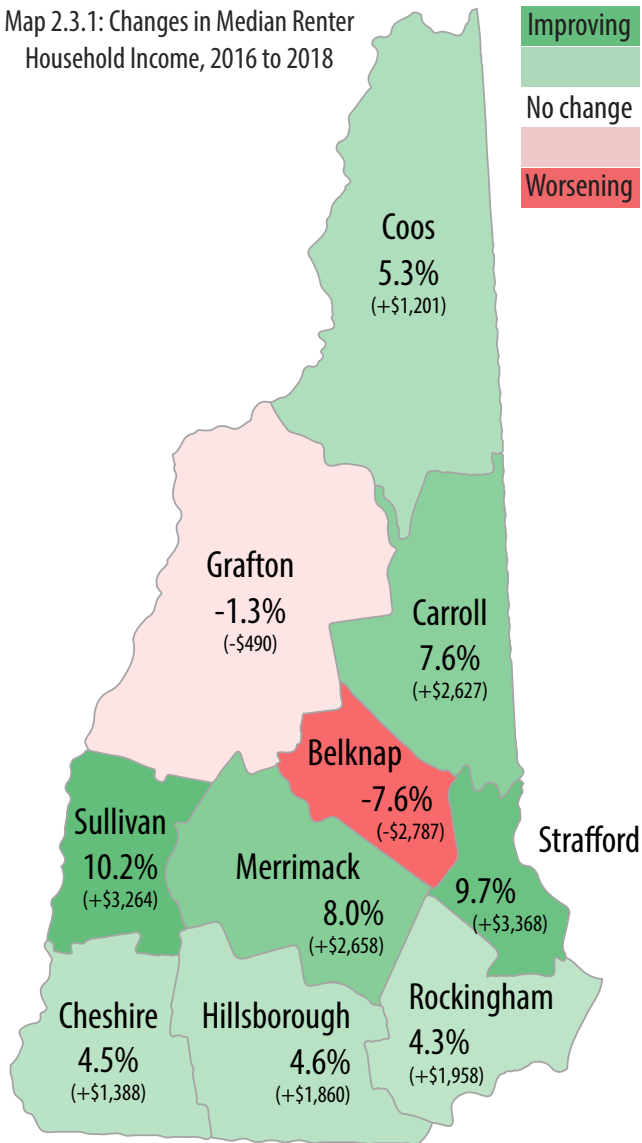 Map 2.3.1: Changes in Median Renter
Household Income, 2016 to 2018
Improving
No change
Worsening
Coos
5.3%
(+$1,201)
Grafton
-1.3%
(-$490)
Carroll
7.6%
(+$2,627)
Belknap
-7.6%
(-$2,787)
Sullivan
10.2%
(+$3,264)
Merrimack
8.0%
(+$2,658)
Strafford
9.7%
(+$3,368)
Cheshire
4.5%
(+$1,388)
Hillsborough
4.6%
(+$1,860)
Rockingham
4.3%
(+$1,958)